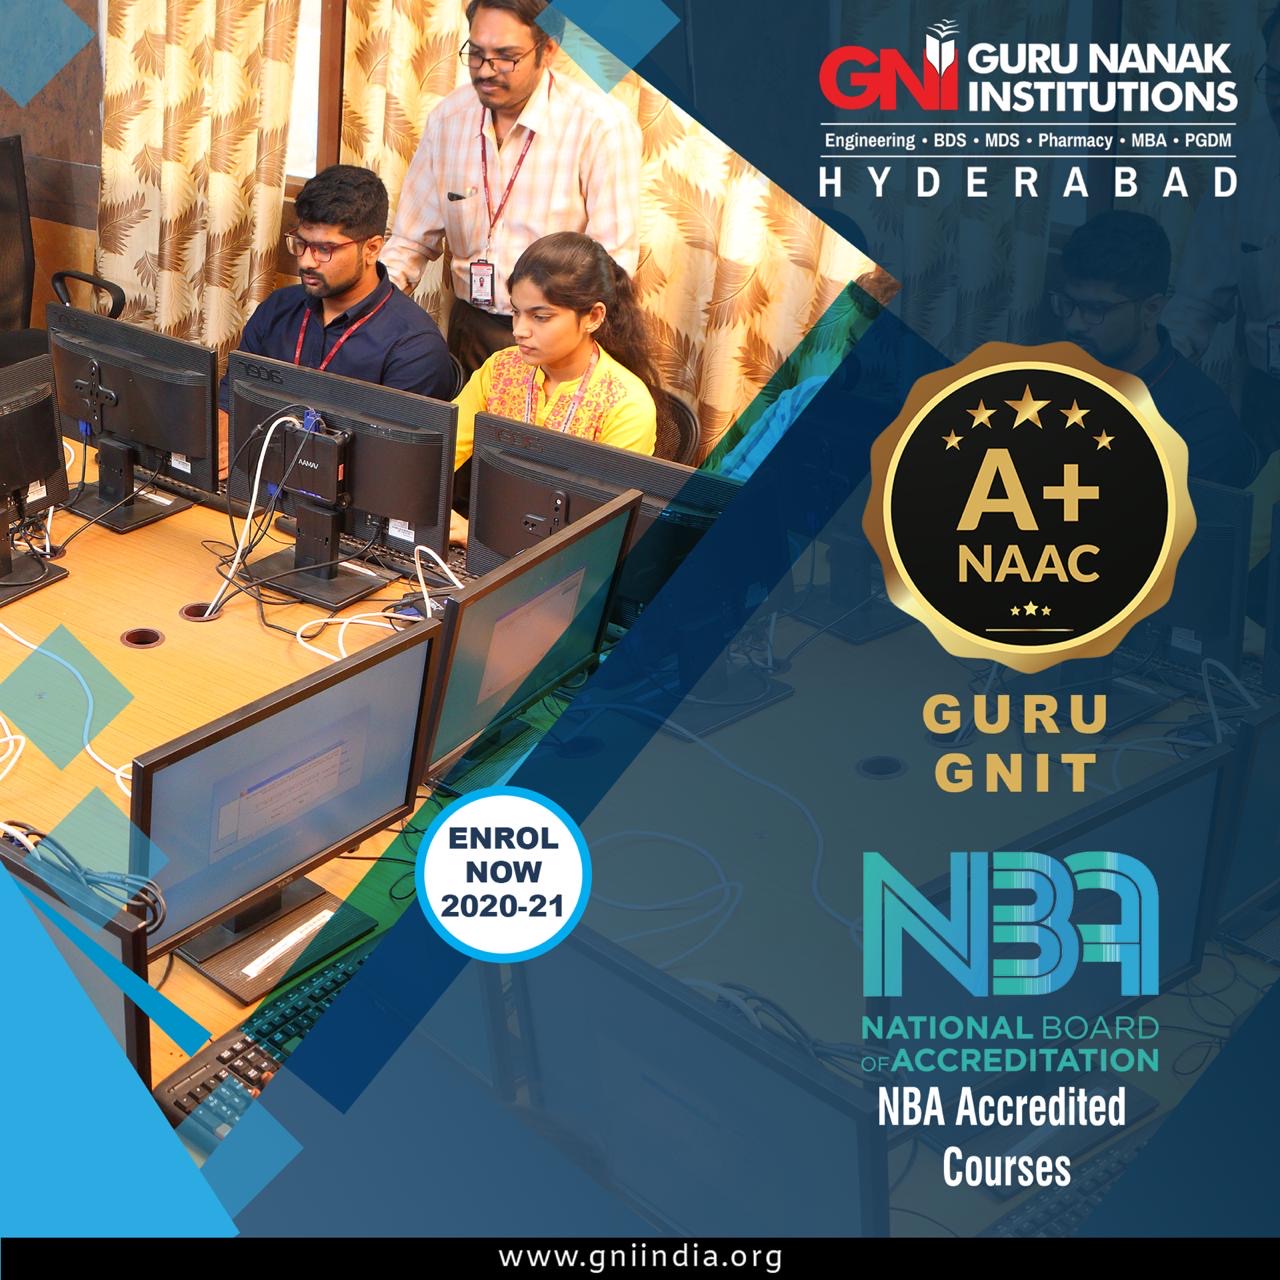 GNI GURU NANAK
INSTITUTIONS
Engineering • BDS • MDS • Pharmacy • MBA • PGDM
HYDERABAD
A+
NAAC
GURU
GNIT
ENROL
NOW
2020-21
NBA
NATIONAL BOARD
OF ACCREDITATION
NBA Accredited
Courses
www.gniindia.org